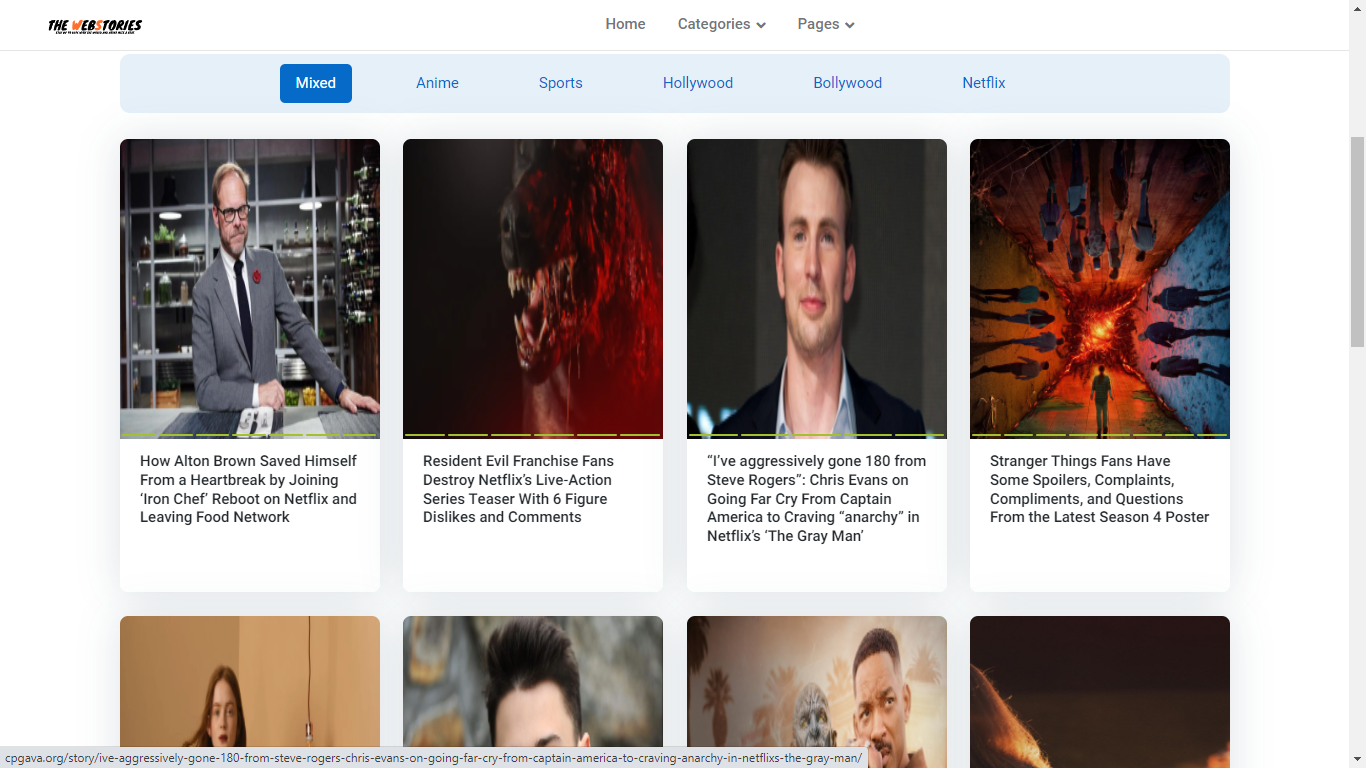 THE WEBSTORIES
Home
Categories
Pages
Mixed
Anime
Sports
Hollywood
Bollywood
Netflix
How Alton Brown Saved Himself
From a Heartbreak by Joining
‘Iron Chef’ Reboot on Netflix and
Leaving Food Network
Resident Evil Franchise Fans
Destroy Netflix’s Live-Action
Series Teaser With 6 Figure
Dislikes and Comments
“I’ve aggressively gone 180 from
Steve Rogers”: Chris Evans on
Going Far Cry From Captain
America to Craving “anarchy” in
Netflix’s ‘The Gray Man’
Stranger Things Fans Have
Some Spoilers, Complaints,
Compliments, and Questions
From the Latest Season 4 Poster
cpgava.org/story/ive-aggressively-gone-180-from-steve-rogers-chris-evans-on-going-far-cry-from-captain-america-to-craving-anarchy-in-netflixs-the-gray-man/